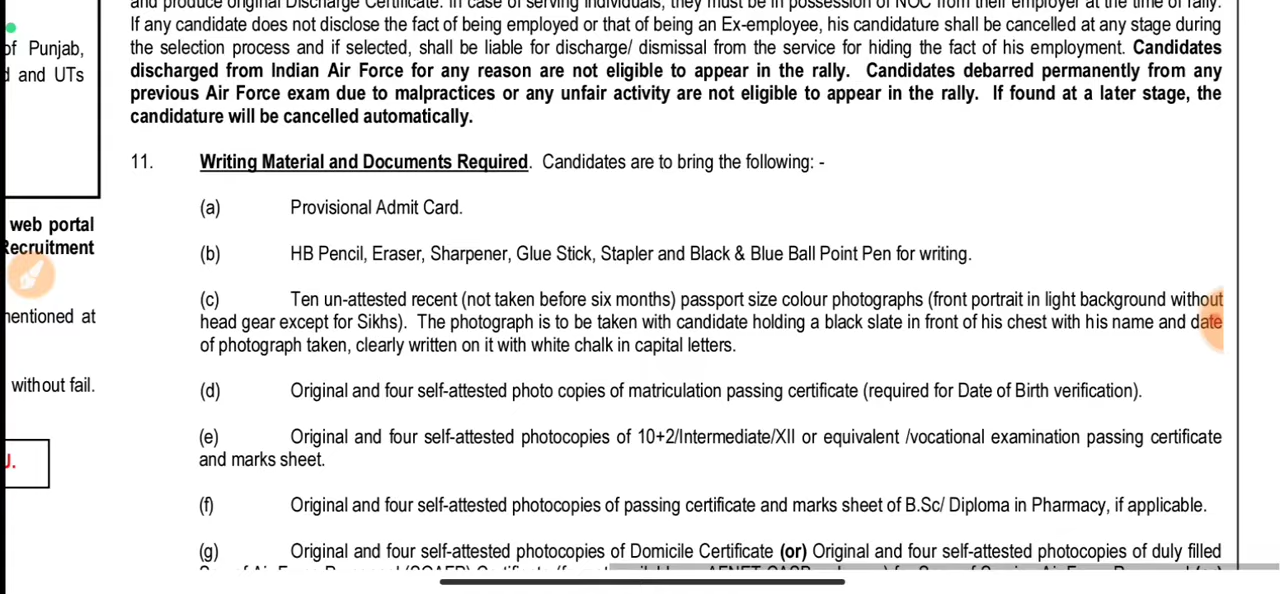 and produce original Discharge Certificate. In case of serving individuals, they must be in possession of NOC from their employer at the time of rally.
If any candidate does not disclose the fact of being employed or that of being an Ex-employee, his candidature shall be cancelled at any stage during
the selection process and if selected, shall be liable for discharge/ dismissal from the service for hiding the fact of his employment. Candidates
discharged from Indian Air Force for any reason are not eligible to appear in the rally. Candidates debarred permanently from any
previous Air Force exam due to malpractices or any unfair activity are not eligible to appear in the rally. If found at a later stage, the
candidature will be cancelled automatically.
of Punjab,
and UTs
web portal
Recruitment
mentioned at
without fail.
11. Writing Material and Documents Required. Candidates are to bring the following: -
(a) Provisional Admit Card.
(b) HB Pencil, Eraser, Sharpener, Glue Stick, Stapler and Black & Blue Ball Point Pen for writing.
(c) Ten un-attested recent (not taken before six months) passport size colour photographs (front portrait in light background without
head gear except for Sikhs). The photograph is to be taken with candidate holding a black slate in front of his chest with his name and date
of photograph taken, clearly written on it with white chalk in capital letters.
(d) Original and four self-attested photo copies of matriculation passing certificate (required for Date of Birth verification).
(e) Original and four self-attested photocopies of 10+2/Intermediate/XII or equivalent /vocational examination passing certificate
and marks sheet.
(f) Original and four self-attested photocopies of passing certificate and marks sheet of B.Sc/ Diploma in Pharmacy, if applicable.
(g) Original and four self-attested photocopies of Domicile Certificate (or) Original and four self-attested photocopies of duly filled